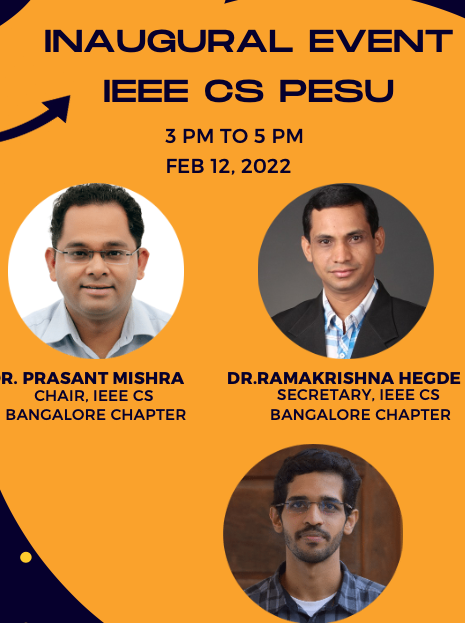 INAUGURAL EVENT
IEEE CS PESU
3 PM TO 5 PM
FEB 12, 2022
R. PRASANT MISHRA
CHAIR, IEEE CS
BANGALORE CHAPTER
DR.RAMAKRISHNA HEGDE
SECRETARY, IEEE CS
BANGALORE CHAPTER